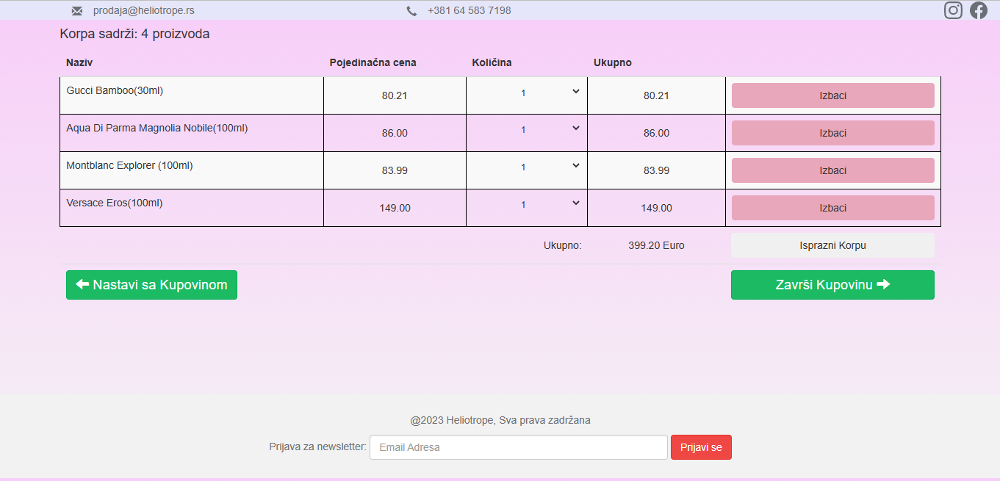 prodaja@heliotrope.rs +381 64 583 7198
Korpa sadrži: 4 proizvoda
Naziv Pojedinačna cena Količina Ukupno
Gucci Bamboo(30ml) 80.21 1 80.21 Izbaci
Aqua Di Parma Magnolia Nobile(100ml) 86.00 1 86.00 Izbaci
Montblanc Explorer (100ml) 83.99 1 83.99 Izbaci
Versace Eros(100ml) 149.00 1 149.00 Izbaci
Ukupno: 399.20 Euro Isprazni Korpu
Nastavi sa Kupovinom Završi Kupovinu
@2023 Heliotrope, Sva prava zadržana
Prijava za newsletter: Email Adresa Prijavi se